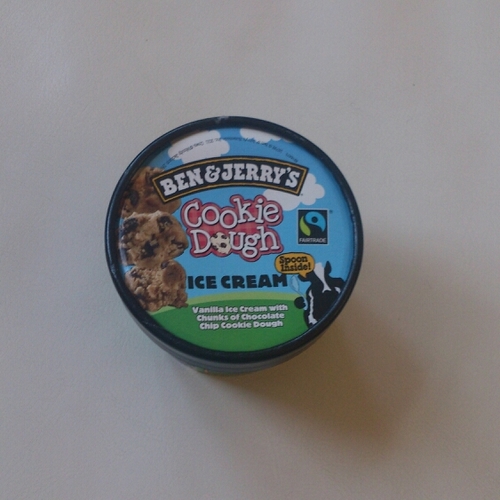 BEN & JERRY'S
Cookie
Dough
FAIRTRADE
Spoon
Inside!
ICE CREAM
Vanilla Ice Cream with
Chunks of Chocolate
Chip Cookie Dough